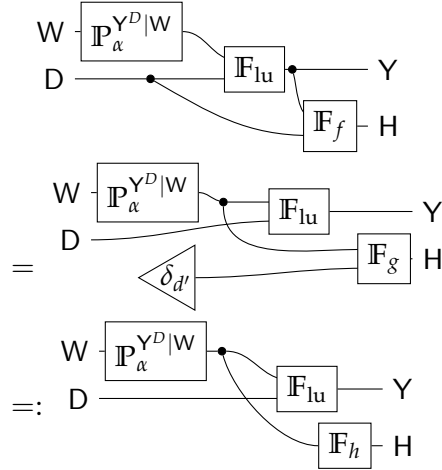 W ℙ_α^{Y^D|W} 𝔽_lu Y
D 𝔽_f H
= W ℙ_α^{Y^D|W} 𝔽_lu Y
D δ_{d'} 𝔽_g H
=: W ℙ_α^{Y^D|W} 𝔽_lu Y
D 𝔽_h H